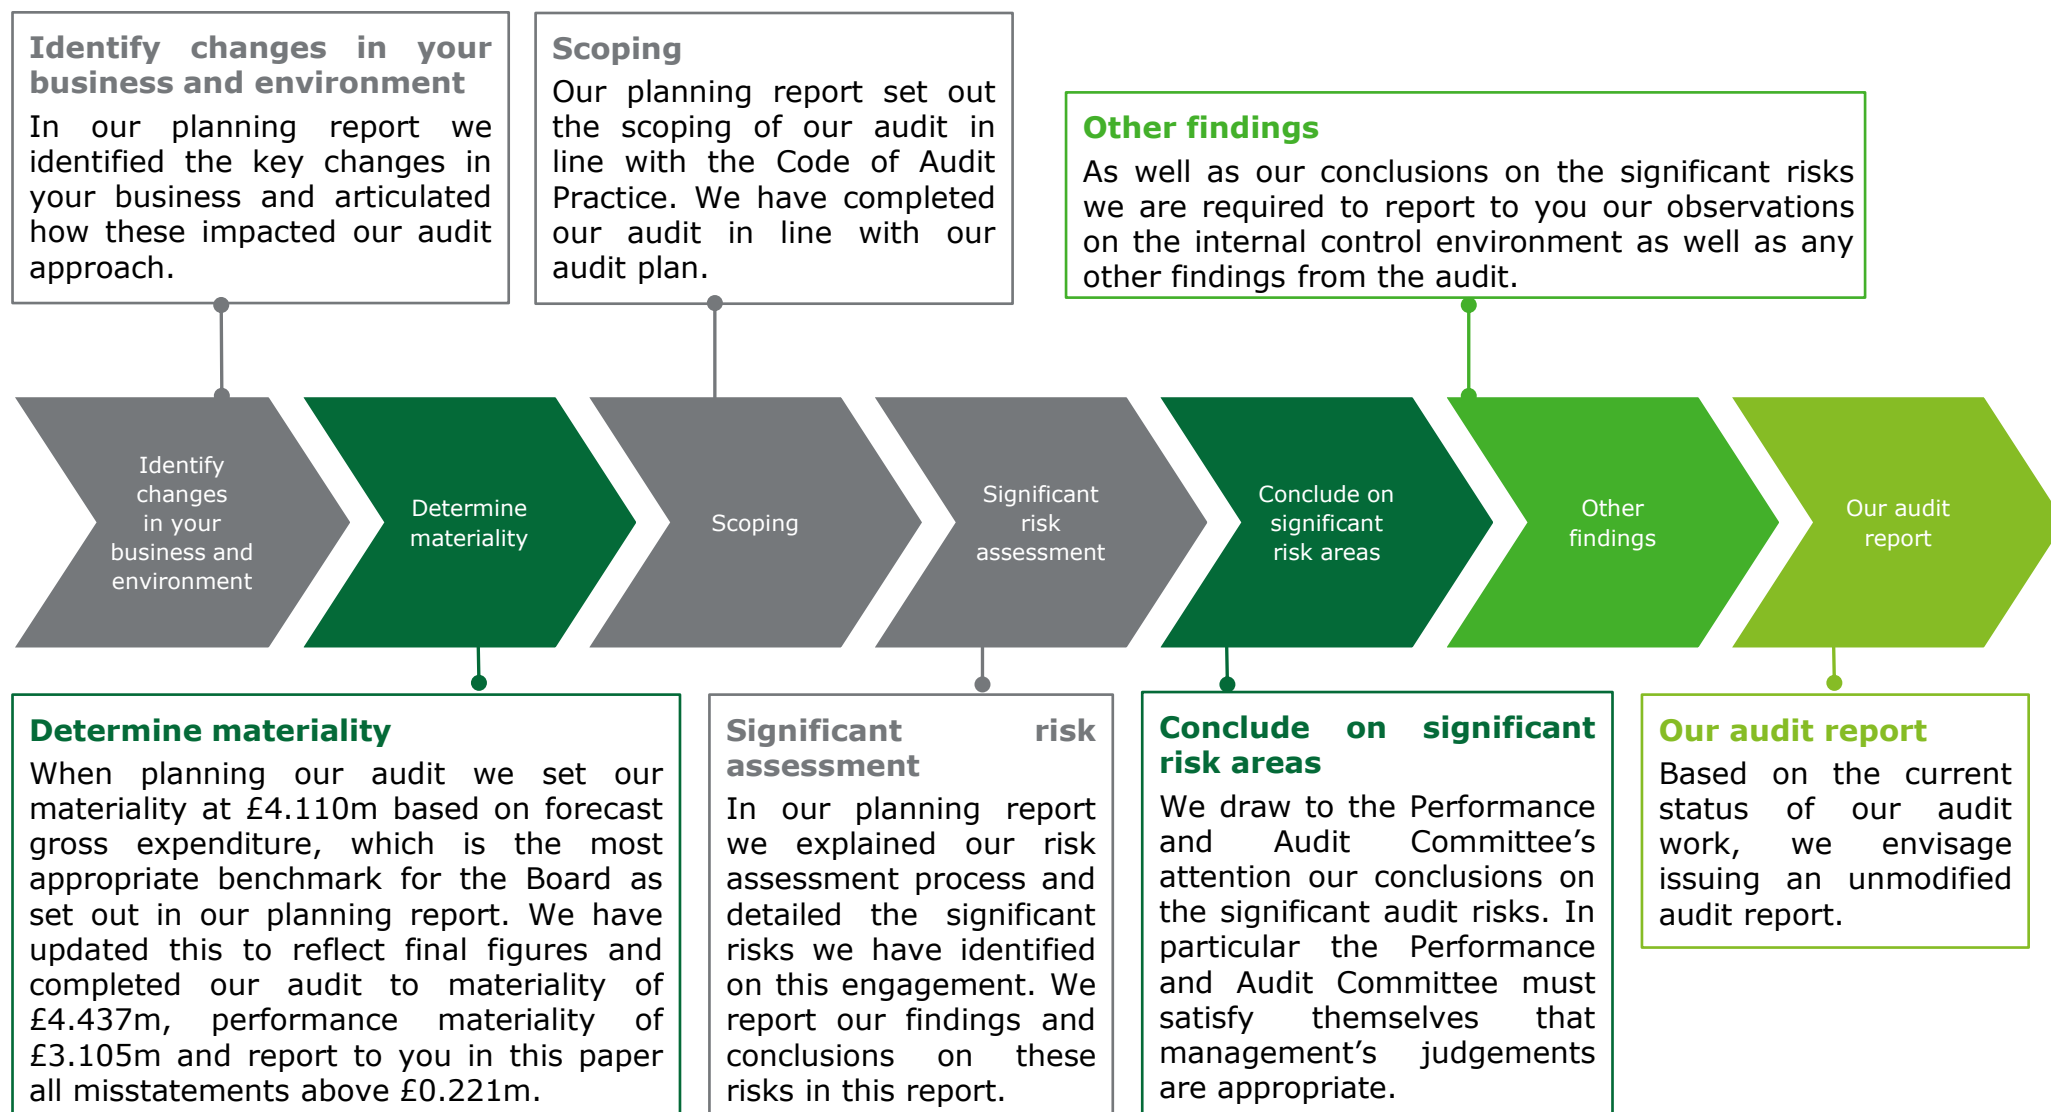 Identify changes in your
business and environment
In our planning report we
identified the key changes in
your business and articulated
how these impacted our audit
approach.
Scoping
Our planning report set out
the scoping of our audit in
line with the Code of Audit
Practice. We have completed
our audit in line with our
audit plan.
Other findings
As well as our conclusions on the significant risks
we are required to report to you our observations
on the internal control environment as well as any
other findings from the audit.
Identify
changes
in your
business and
environment
Determine
materiality
Scoping
Significant
risk
assessment
Conclude on
significant
risk areas
Other
findings
Our audit
report
Determine materiality
When planning our audit we set our
materiality at £4.110m based on forecast
gross expenditure, which is the most
appropriate benchmark for the Board as
set out in our planning report. We have
updated this to reflect final figures and
completed our audit to materiality of
£4.437m, performance materiality of
£3.105m and report to you in this paper
all misstatements above £0.221m.
Significant risk
assessment
In our planning report
we explained our risk
assessment process and
detailed the significant
risks we have identified
on this engagement. We
report our findings and
conclusions on these
risks in this report.
Conclude on significant
risk areas
We draw to the Performance
and Audit Committee’s
attention our conclusions on
the significant audit risks. In
particular the Performance
and Audit Committee must
satisfy themselves that
management’s judgements
are appropriate.
Our audit report
Based on the current
status of our audit
work, we envisage
issuing an unmodified
audit report.